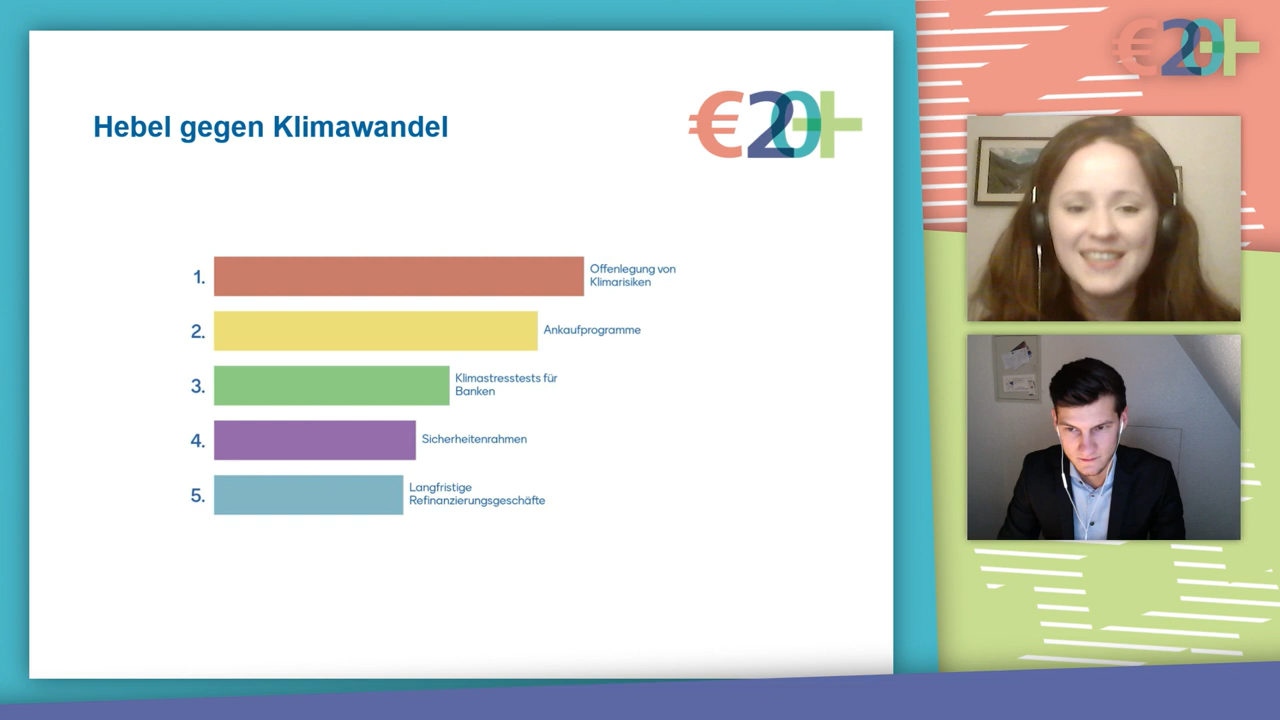 €20+
Hebel gegen Klimawandel
€20+
1.
Offenlegung von
Klimarisiken
2.
Ankaufprogramme
3.
Klimastresstests für
Banken
4.
Sicherheitenrahmen
5.
Langfristige
Refinanzierungsgeschäfte